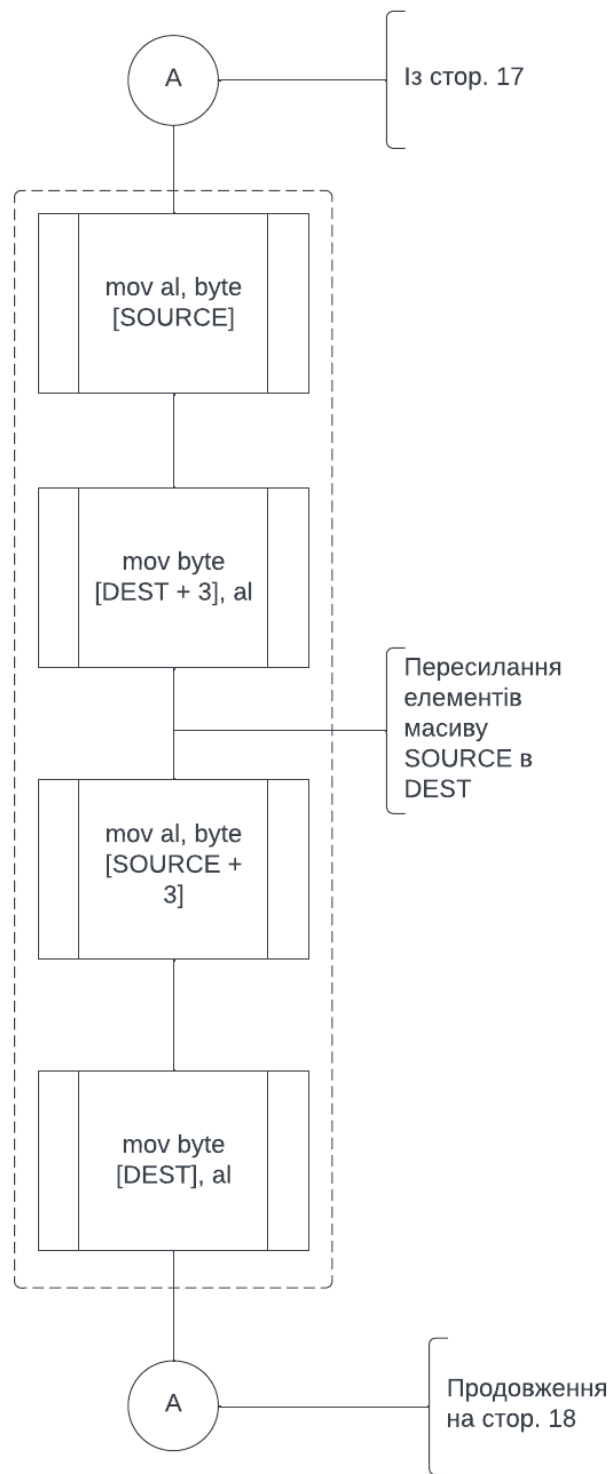 A
Із стор. 17
mov al, byte
[SOURCE]
mov byte
[DEST + 3], al
Пересилання
елементів
масиву
SOURCE в
DEST
mov al, byte
[SOURCE +
3]
mov byte
[DEST], al
A
Продовження
на стор. 18